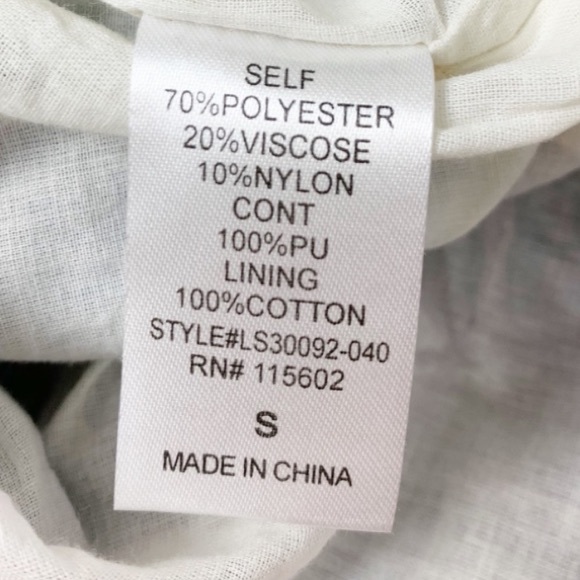 SELF
70%POLYESTER
20%VISCOSE
10%NYLON
CONT
100%PU
LINING
100%COTTON
STYLE#LS30092-040
RN# 115602
S
MADE IN CHINA